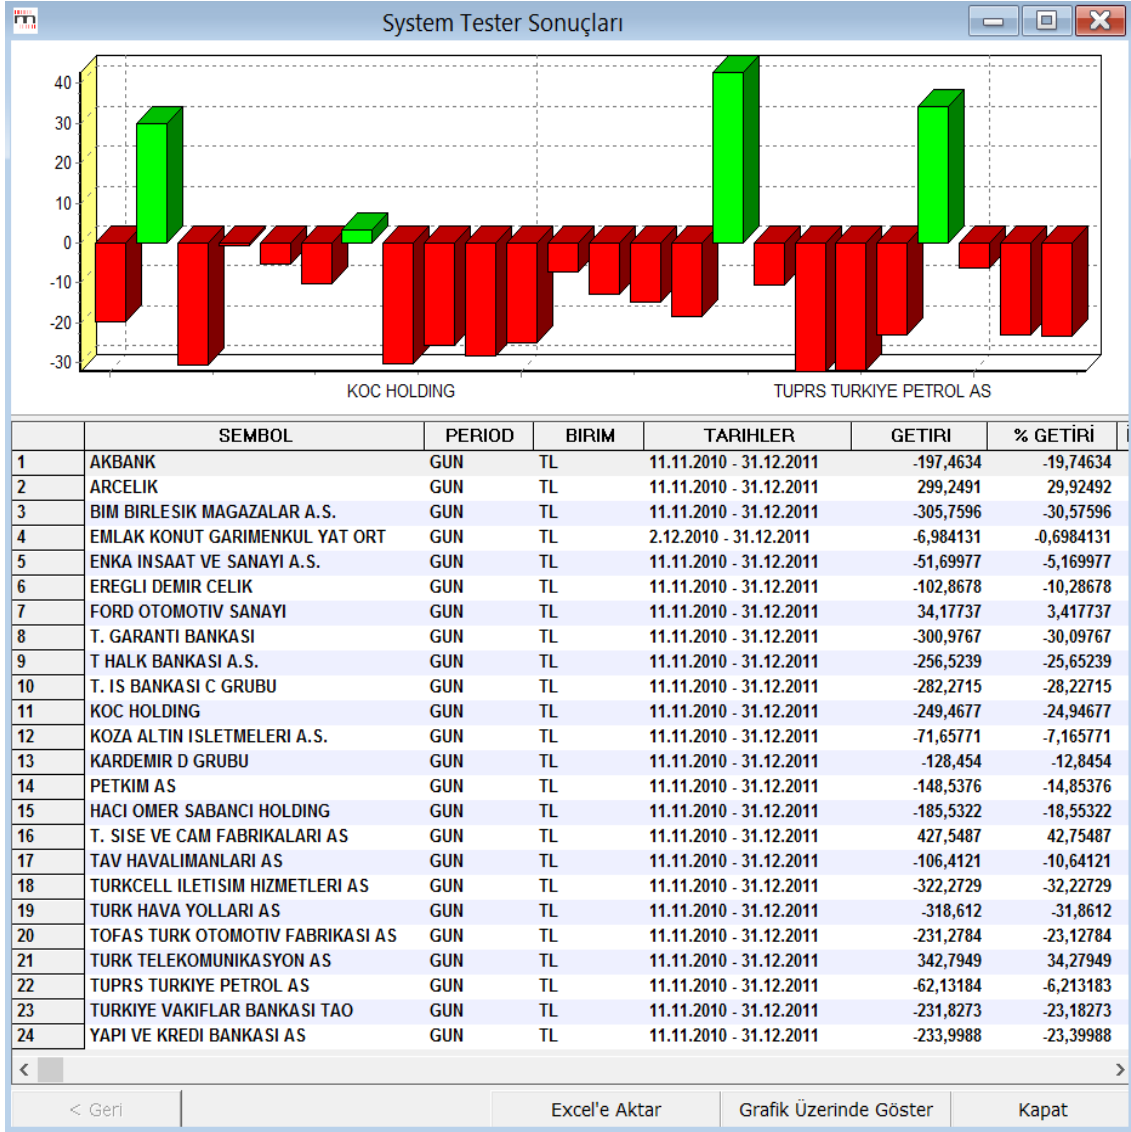 System Tester Sonuçları
40
30
20
10
0
-10
-20
-30
KOC HOLDING TUPRS TURKIYE PETROL AS
SEMBOL PERIOD BIRIM TARIHLER GETIRI % GETİRİ
1 AKBANK GUN TL 11.11.2010 - 31.12.2011 -197,4634 -19,74634
2 ARCELIK GUN TL 11.11.2010 - 31.12.2011 299,2491 29,92492
3 BIM BIRLESIK MAGAZALAR A.S. GUN TL 11.11.2010 - 31.12.2011 -305,7596 -30,57596
4 EMLAK KONUT GARIMENKUL YAT ORT GUN TL 2.12.2010 - 31.12.2011 -6,984131 -0,6984131
5 ENKA INSAAT VE SANAYI A.S. GUN TL 11.11.2010 - 31.12.2011 -51,69977 -5,169977
6 EREGLI DEMIR CELIK GUN TL 11.11.2010 - 31.12.2011 -102,8678 -10,28678
7 FORD OTOMOTIV SANAYI GUN TL 11.11.2010 - 31.12.2011 34,17737 3,417737
8 T. GARANTI BANKASI GUN TL 11.11.2010 - 31.12.2011 -300,9767 -30,09767
9 T HALK BANKASI A.S. GUN TL 11.11.2010 - 31.12.2011 -256,5239 -25,65239
10 T. IS BANKASI C GRUBU GUN TL 11.11.2010 - 31.12.2011 -282,2715 -28,22715
11 KOC HOLDING GUN TL 11.11.2010 - 31.12.2011 -249,4677 -24,94677
12 KOZA ALTIN ISLETMELERI A.S. GUN TL 11.11.2010 - 31.12.2011 -71,65771 -7,165771
13 KARDEMIR D GRUBU GUN TL 11.11.2010 - 31.12.2011 -128,454 -12,8454
14 PETKIM AS GUN TL 11.11.2010 - 31.12.2011 -148,5376 -14,85376
15 HACI OMER SABANCI HOLDING GUN TL 11.11.2010 - 31.12.2011 -185,5322 -18,55322
16 T. SISE VE CAM FABRIKALARI AS GUN TL 11.11.2010 - 31.12.2011 427,5487 42,75487
17 TAV HAVALIMANLARI AS GUN TL 11.11.2010 - 31.12.2011 -106,4121 -10,64121
18 TURKCELL ILETISIM HIZMETLERI AS GUN TL 11.11.2010 - 31.12.2011 -322,2729 -32,22729
19 TURK HAVA YOLLARI AS GUN TL 11.11.2010 - 31.12.2011 -318,612 -31,8612
20 TOFAS TURK OTOMOTIV FABRIKASI AS GUN TL 11.11.2010 - 31.12.2011 -231,2784 -23,12784
21 TURK TELEKOMUNIKASYON AS GUN TL 11.11.2010 - 31.12.2011 342,7949 34,27949
22 TUPRS TURKIYE PETROL AS GUN TL 11.11.2010 - 31.12.2011 -62,13184 -6,213183
23 TURKIYE VAKIFLAR BANKASI TAO GUN TL 11.11.2010 - 31.12.2011 -231,8273 -23,18273
24 YAPI VE KREDI BANKASI AS GUN TL 11.11.2010 - 31.12.2011 -233,9988 -23,39988
< Geri Excel'e Aktar Grafik Üzerinde Göster Kapat